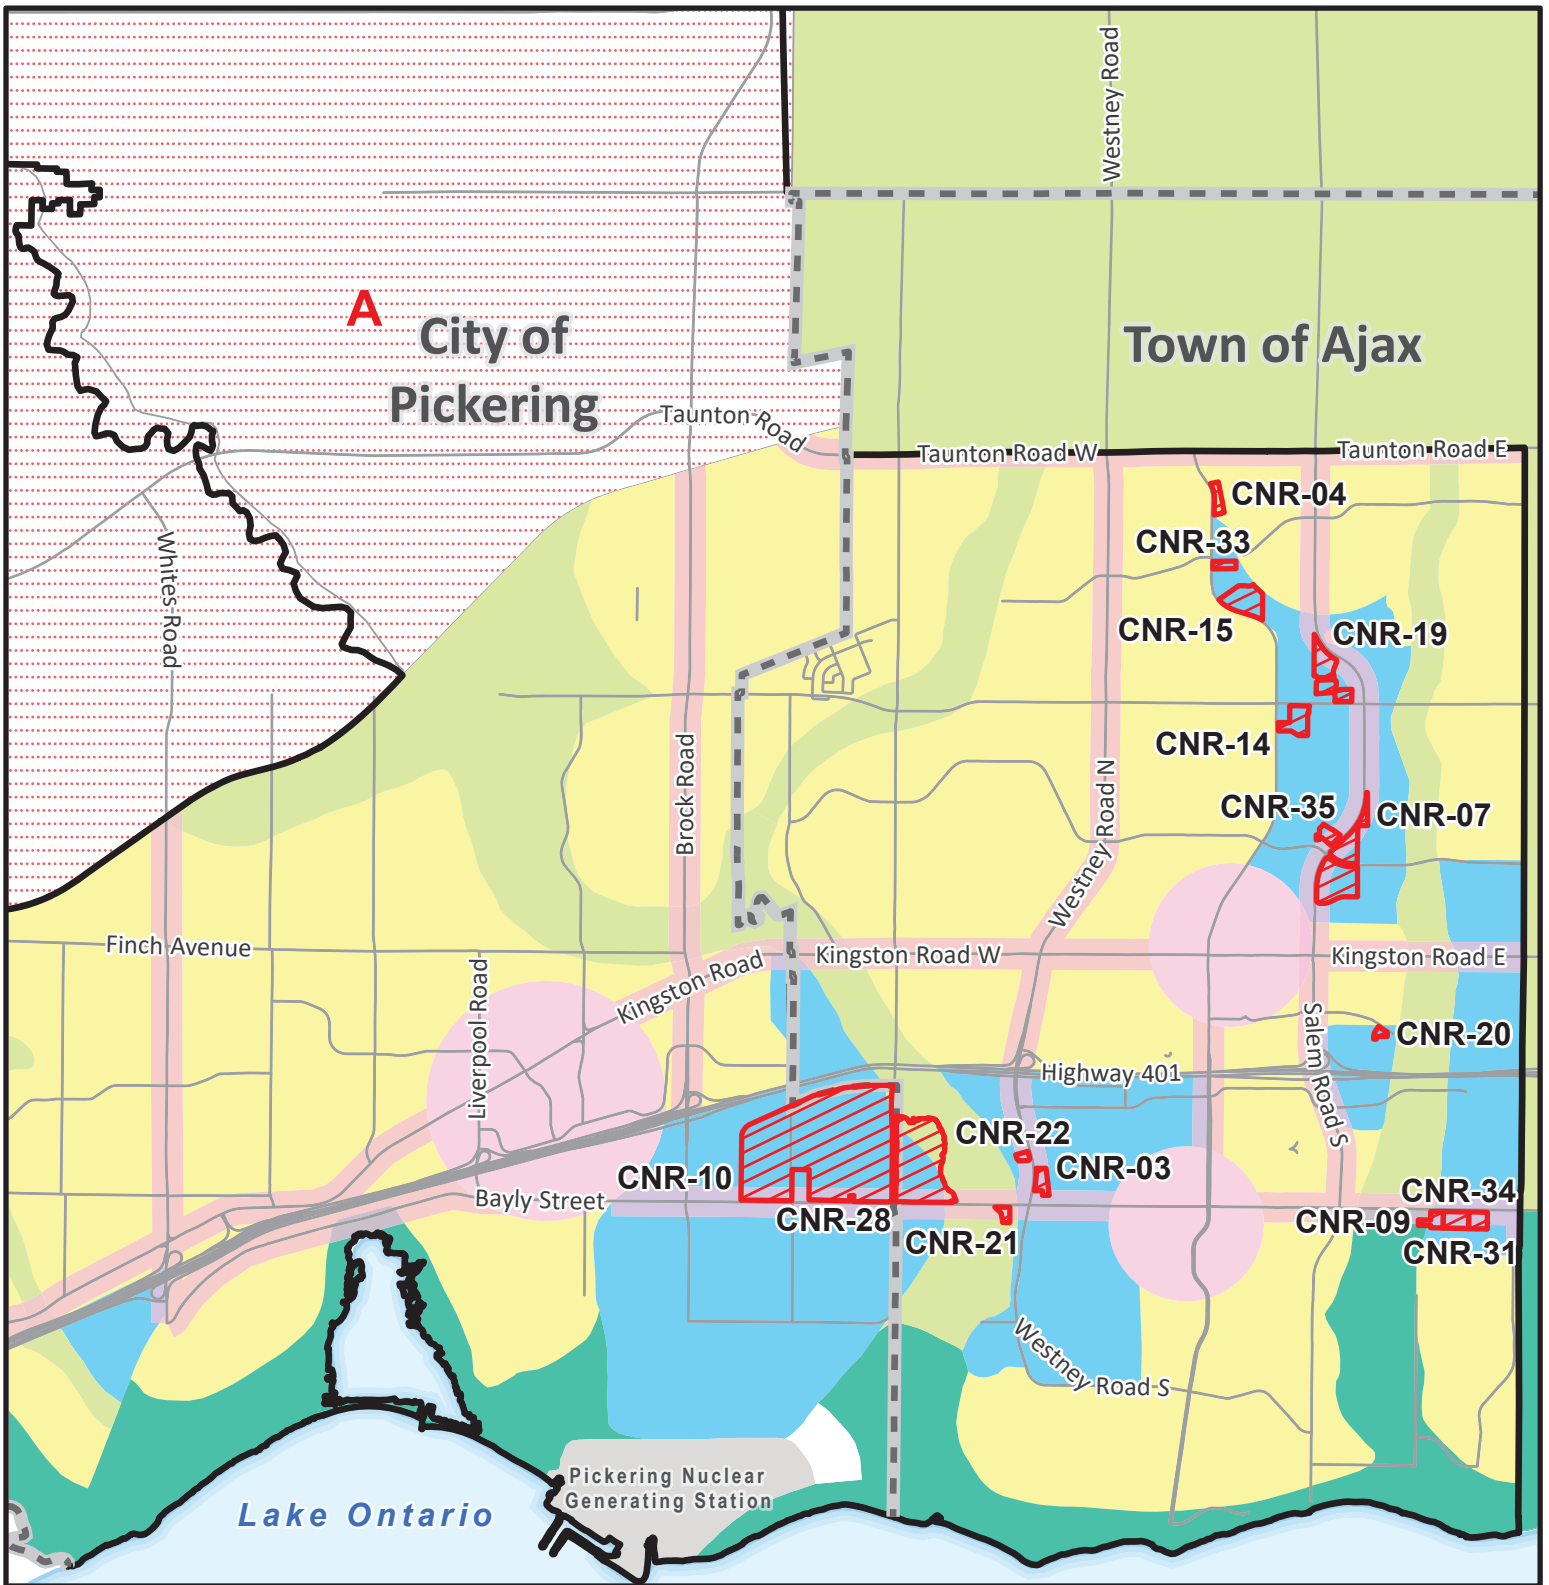 Westney Road
A
City of
Pickering
Town of Ajax
Taunton Road
Taunton Road W
Taunton Road E
CNR-04
CNR-33
CNR-15
CNR-19
Whites Road
CNR-14
Brock Road
Westney Road N
CNR-35
CNR-07
Finch Avenue
Liverpool Road
Kingston Road
Kingston Road W
Kingston Road E
Salem Road S
CNR-20
Highway 401
CNR-22
CNR-03
CNR-10
Bayly Street
CNR-28
CNR-21
CNR-34
CNR-09
CNR-31
Westney Road S
Pickering Nuclear
Generating Station
Lake Ontario